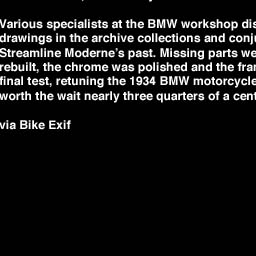 Various specialists at the BMW workshop dis
drawings in the archive collections and conj
Streamline Moderne's past. Missing parts we
rebuilt, the chrome was polished and the fra
final test, retuning the 1934 BMW motorcycle
worth the wait nearly three quarters of a cent
via Bike Exif